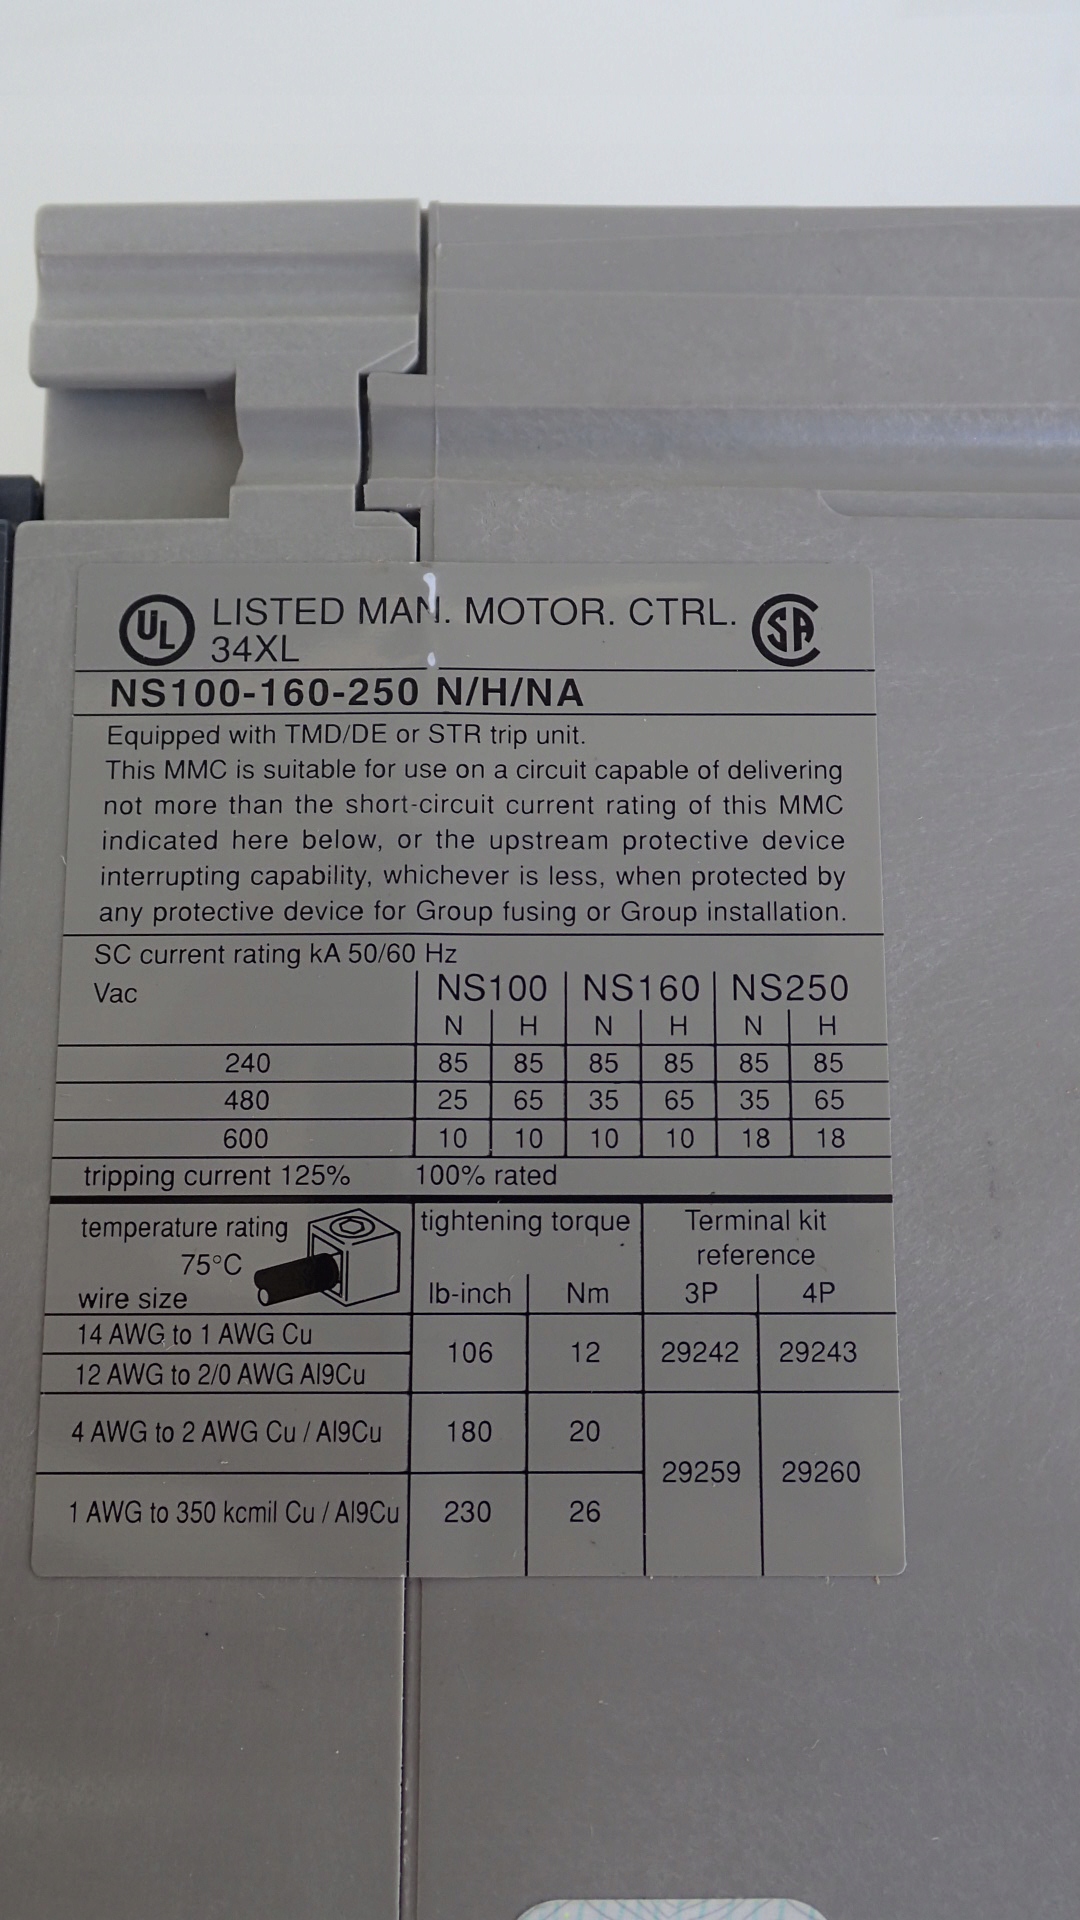 UL LISTED MAN. MOTOR. CTRL. SA
34XL
NS100-160-250 N/H/NA
Equipped with TMD/DE or STR trip unit.
This MMC is suitable for use on a circuit capable of delivering
not more than the short-circuit current rating of this MMC
indicated here below, or the upstream protective device
interrupting capability, whichever is less, when protected by
any protective device for Group fusing or Group installation.
SC current rating kA 50/60 Hz
Vac NS100 NS160 NS250
N H N H N H
240 85 85 85 85 85 85
480 25 65 35 65 35 65
600 10 10 10 10 18 18
tripping current 125% 100% rated
temperature rating tightening torque Terminal kit
75°C reference
wire size lb-inch Nm 3P 4P
14 AWG to 1 AWG Cu
106 12 29242 29243
12 AWG to 2/0 AWG Al9Cu
4 AWG to 2 AWG Cu / Al9Cu 180 20
29259 29260
1 AWG to 350 kcmil Cu / Al9Cu 230 26